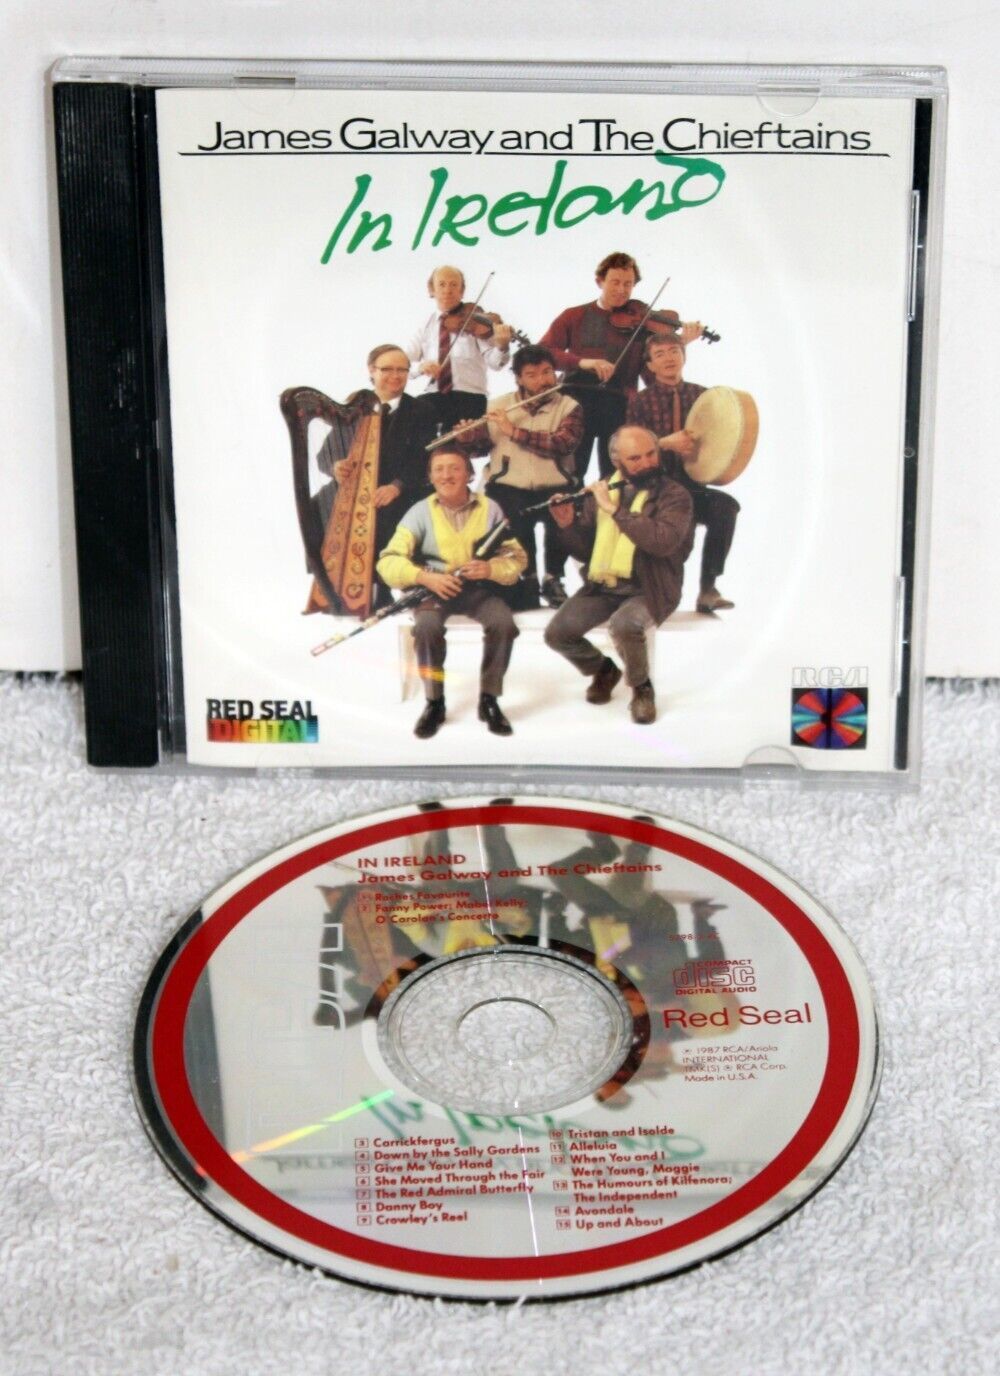 James Galway and The Chieftains
In Ireland
RED SEAL
DIGITAL
RCA
IN IRELAND
James Galway and The Chieftains
1 Roches Favourite
2 Fanny Power; Mabel Kelly;
O'Carolan's Concerto
COMPACT
disc
DIGITAL AUDIO
Red Seal
℗ 1987 RCA/Ariola
INTERNATIONAL
TMK(S) ® RCA Corp.
Made in U.S.A.
3 Carrickfergus
4 Down by the Sally Gardens
5 Give Me Your Hand
6 She Moved Through the Fair
7 The Red Admiral Butterfly
8 Danny Boy
9 Crowley's Reel
10 Tristan and Isolde
11 Alleluia
12 When You and I
Were Young, Maggie
13 The Humours of Kilfenora;
The Independent
14 Avondale
15 Up and About